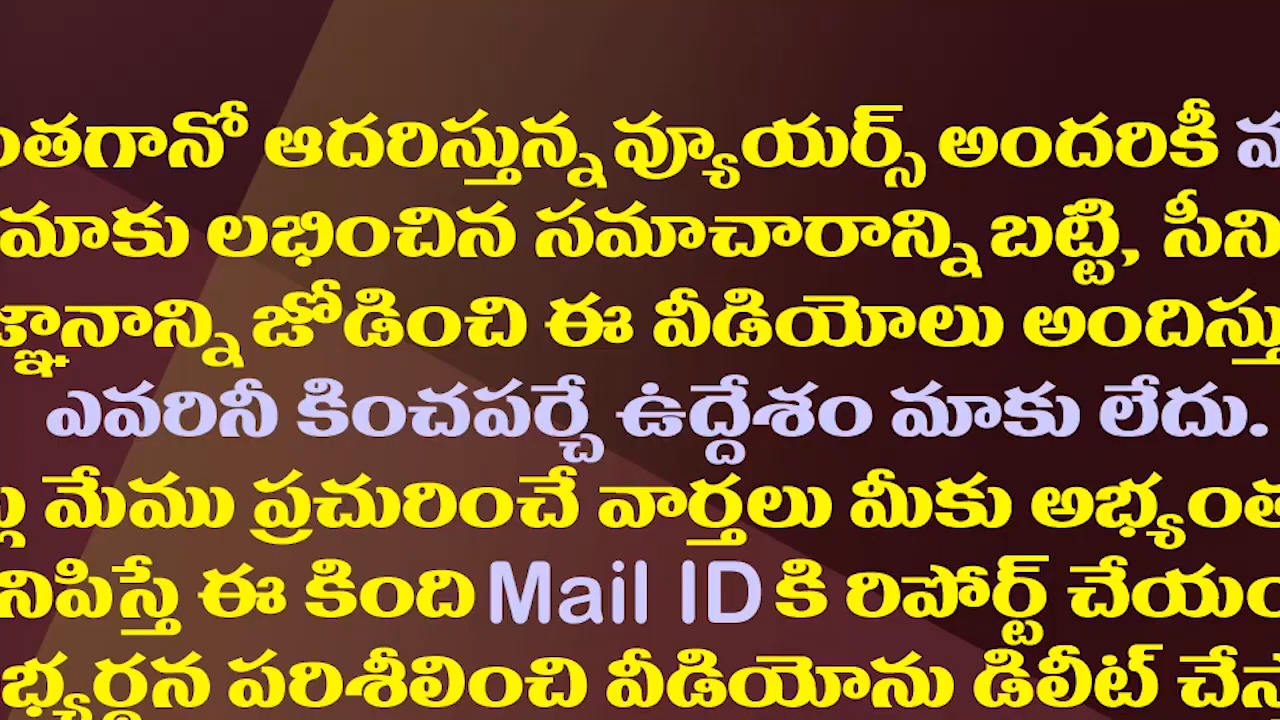 ఆదరిస్తున్న వ్యూయర్స్ అందరికీ
మాకు లభించిన సమాచారాన్ని బట్టి,
జోడించి ఈ వీడియోలు
ఎవరినీ కించపర్చే ఉద్దేశం మాకు లేదు.
మేము ప్రచురించే వార్తలు మీకు
ఈ కింది Mail ID కి రిపోర్ట్
పరిశీలించి వీడియోను డిలీట్